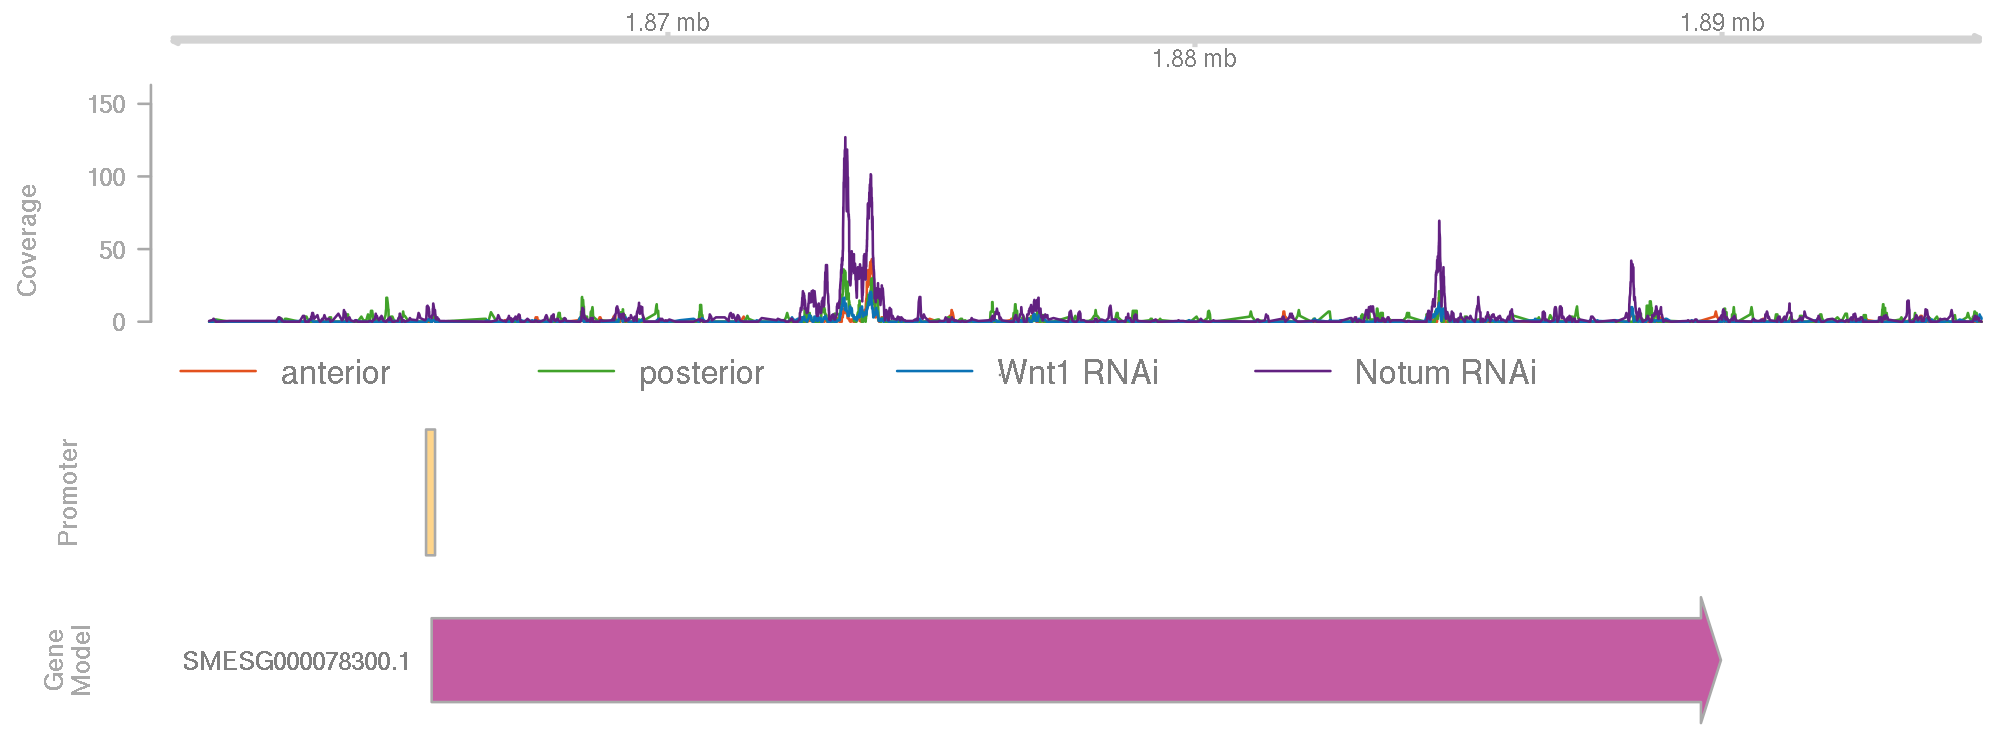 1.87 mb
1.89 mb
1.88 mb
150
100
50
0
Coverage
anterior
posterior
Wnt1 RNAi
Notum RNAi
Promoter
Gene
Model
SMESG000078300.1